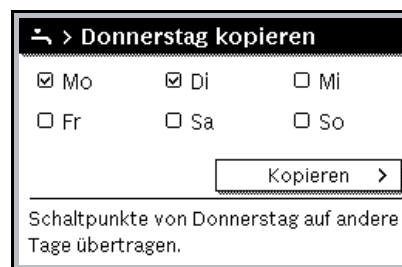 > Donnerstag kopieren
Mo Di Mi
Fr Sa So
Kopieren >
Schaltpunkte von Donnerstag auf andere
Tage übertragen.